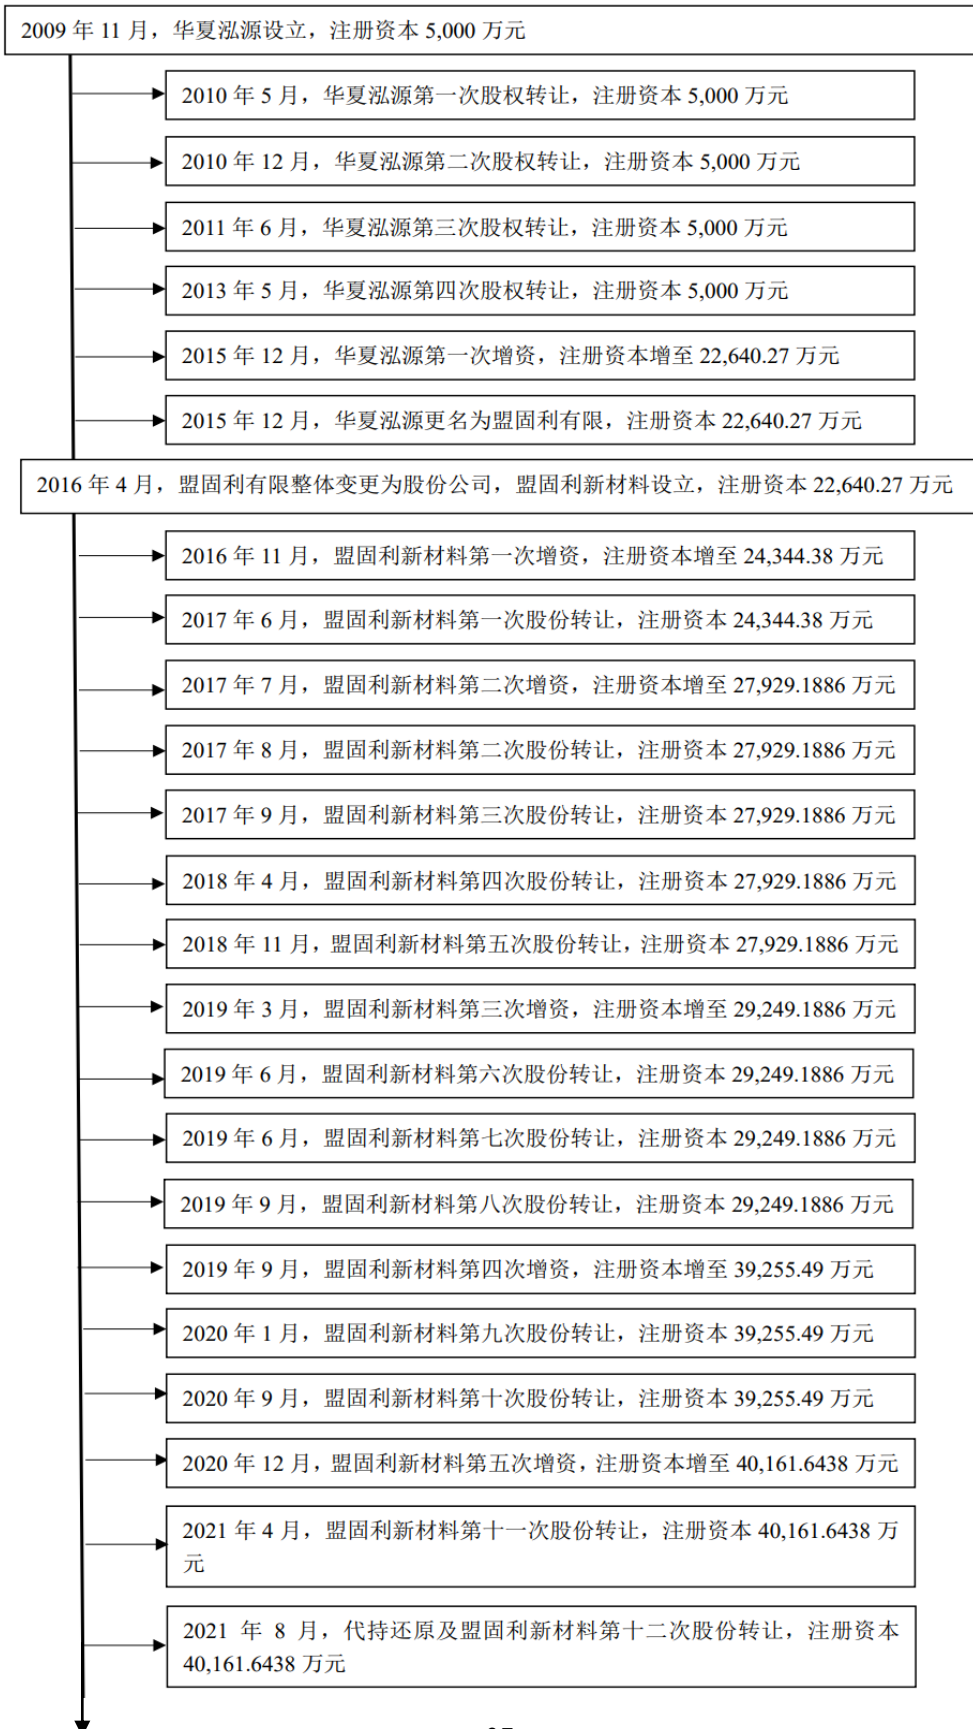 2009 年 11 月，华夏泓源设立，注册资本 5,000 万元
2010 年 5 月，华夏泓源第一次股权转让，注册资本 5,000 万元
2010 年 12 月，华夏泓源第二次股权转让，注册资本 5,000 万元
2011 年 6 月，华夏泓源第三次股权转让，注册资本 5,000 万元
2013 年 5 月，华夏泓源第四次股权转让，注册资本 5,000 万元
2015 年 12 月，华夏泓源第一次增资，注册资本增至 22,640.27 万元
2015 年 12 月，华夏泓源更名为盟固利有限，注册资本 22,640.27 万元
2016 年 4 月，盟固利有限整体变更为股份公司，盟固利新材料设立，注册资本 22,640.27 万元
2016 年 11 月，盟固利新材料第一次增资，注册资本增至 24,344.38 万元
2017 年 6 月，盟固利新材料第一次股份转让，注册资本 24,344.38 万元
2017 年 7 月，盟固利新材料第二次增资，注册资本增至 27,929.1886 万元
2017 年 8 月，盟固利新材料第二次股份转让，注册资本 27,929.1886 万元
2017 年 9 月，盟固利新材料第三次股份转让，注册资本 27,929.1886 万元
2018 年 4 月，盟固利新材料第四次股份转让，注册资本 27,929.1886 万元
2018 年 11 月，盟固利新材料第五次股份转让，注册资本 27,929.1886 万元
2019 年 3 月，盟固利新材料第三次增资，注册资本增至 29,249.1886 万元
2019 年 6 月，盟固利新材料第六次股份转让，注册资本 29,249.1886 万元
2019 年 6 月，盟固利新材料第七次股份转让，注册资本 29,249.1886 万元
2019 年 9 月，盟固利新材料第八次股份转让，注册资本 29,249.1886 万元
2019 年 9 月，盟固利新材料第四次增资，注册资本增至 39,255.49 万元
2020 年 1 月，盟固利新材料第九次股份转让，注册资本 39,255.49 万元
2020 年 9 月，盟固利新材料第十次股份转让，注册资本 39,255.49 万元
2020 年 12 月，盟固利新材料第五次增资，注册资本增至 40,161.6438 万元
2021 年 4 月，盟固利新材料第十一次股份转让，注册资本 40,161.6438 万
元
2021 年 8 月，代持还原及盟固利新材料第十二次股份转让，注册资本
40,161.6438 万元